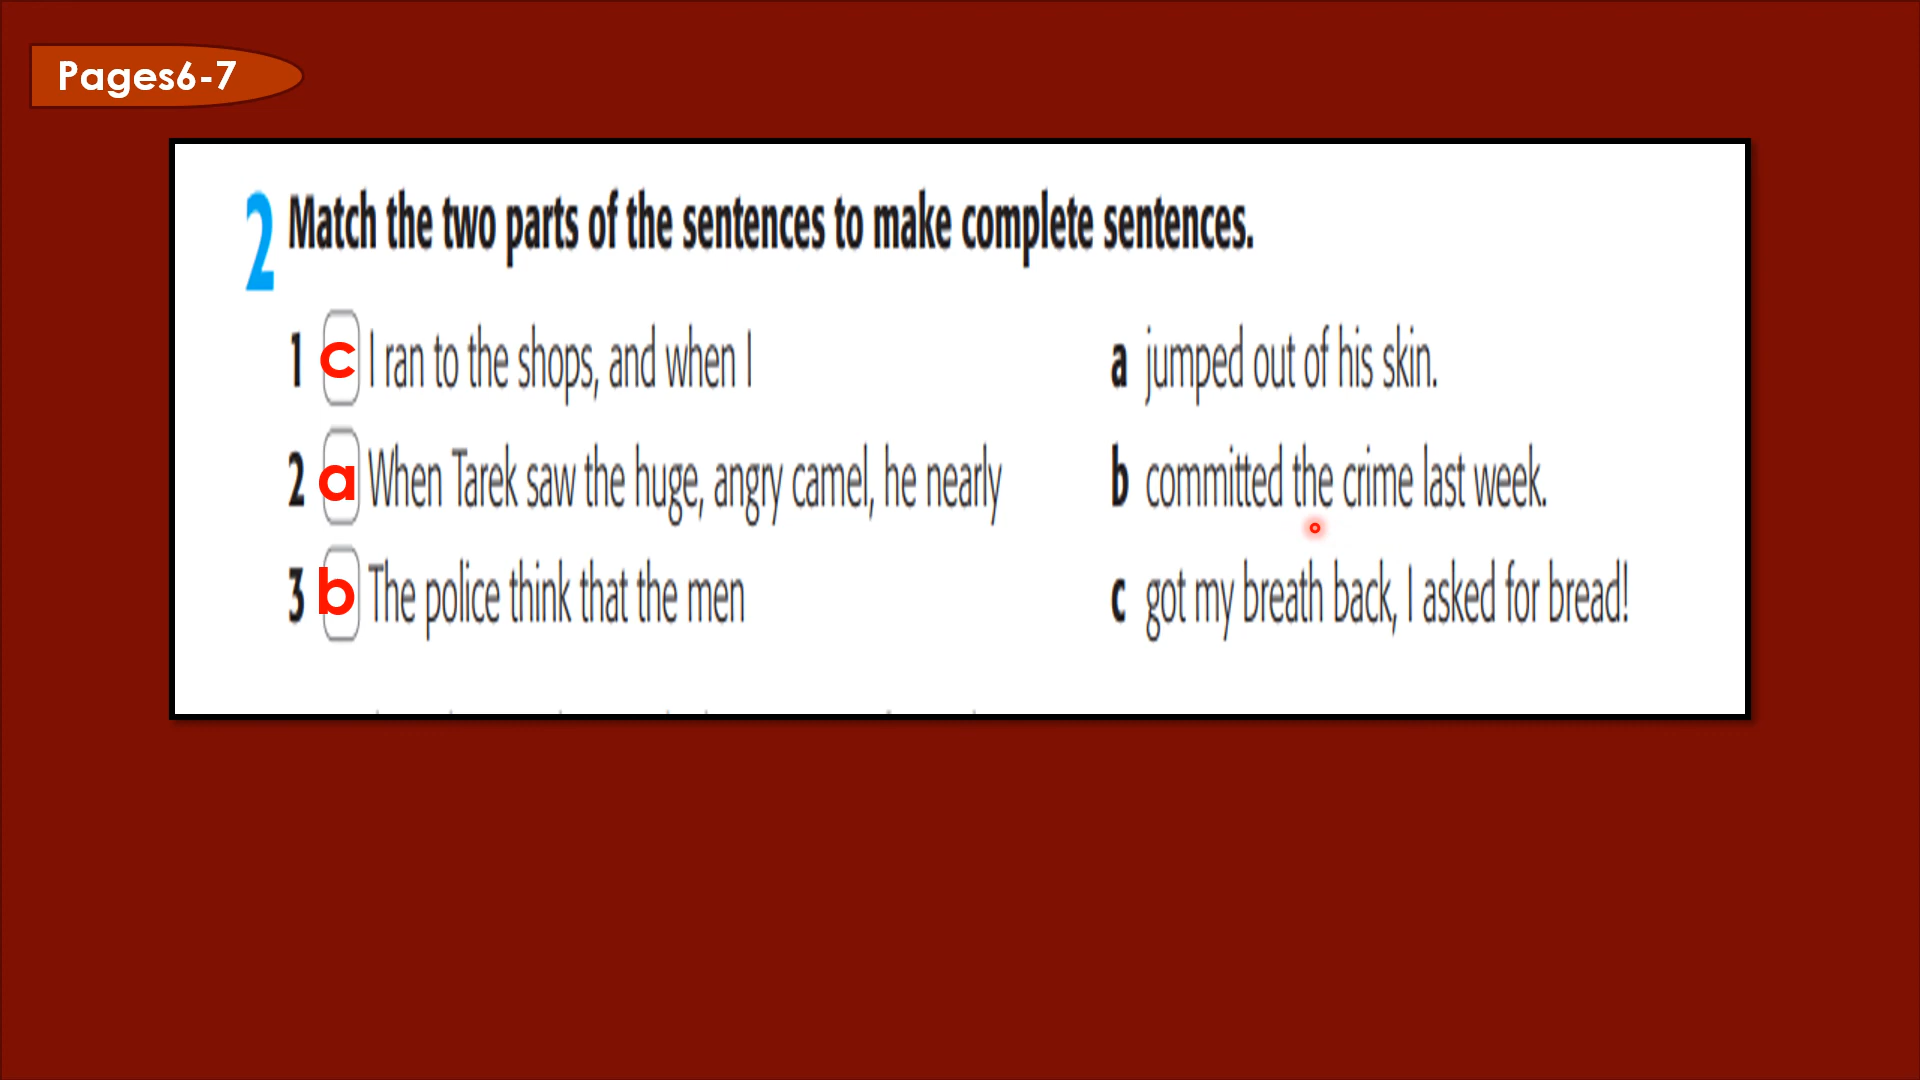 Pages6-7
2 Match the two parts of the sentences to make complete sentences.
1 c I ran to the shops, and when I a jumped out of his skin.
2 a When Tarek saw the huge, angry camel, he nearly b committed the crime last week.
3 b The police think that the men c got my breath back, I asked for bread!